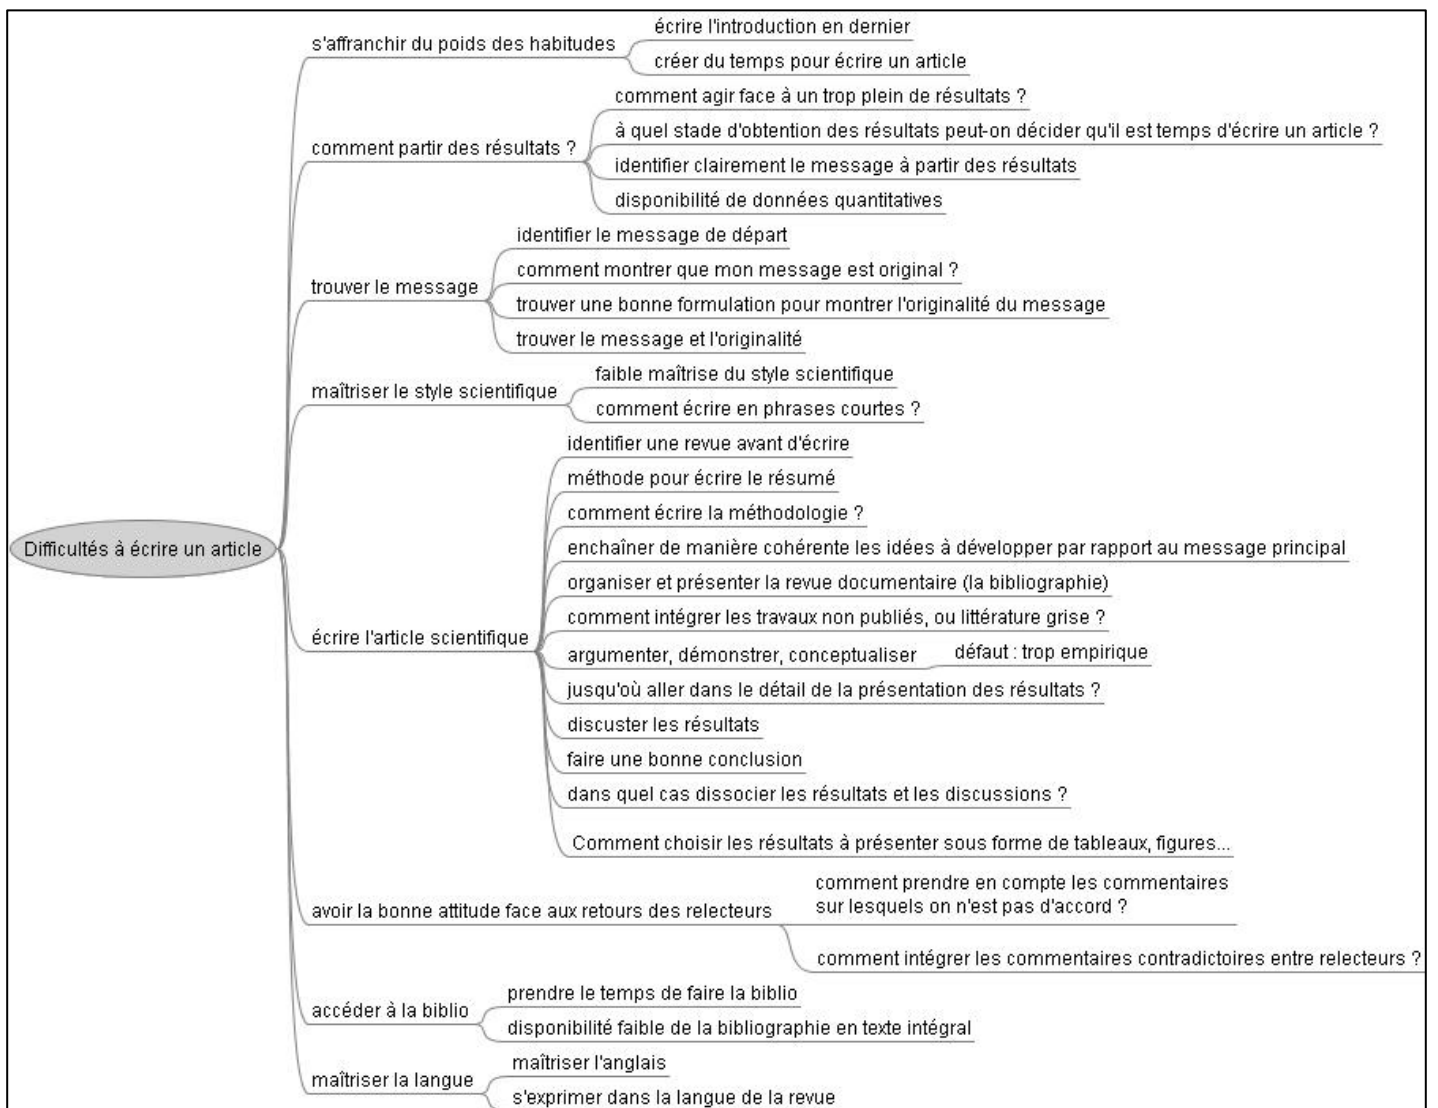 s'affranchir du poids des habitudes
écrire l'introduction en dernier
créer du temps pour écrire un article
comment partir des résultats ?
comment agir face à un trop plein de résultats ?
à quel stade d'obtention des résultats peut-on décider qu'il est temps d'écrire un article ?
identifier clairement le message à partir des résultats
disponibilité de données quantitatives
trouver le message
identifier le message de départ
comment montrer que mon message est original ?
trouver une bonne formulation pour montrer l'originalité du message
trouver le message et l'originalité
maîtriser le style scientifique
faible maîtrise du style scientifique
comment écrire en phrases courtes ?
Difficultés à écrire un article
écrire l'article scientifique
identifier une revue avant d'écrire
méthode pour écrire le résumé
comment écrire la méthodologie ?
enchaîner de manière cohérente les idées à développer par rapport au message principal
organiser et présenter la revue documentaire (la bibliographie)
comment intégrer les travaux non publiés, ou littérature grise ?
argumenter, démonstrer, conceptualiser
défaut : trop empirique
jusqu'où aller dans le détail de la présentation des résultats ?
discuster les résultats
faire une bonne conclusion
dans quel cas dissocier les résultats et les discussions ?
Comment choisir les résultats à présenter sous forme de tableaux, figures...
avoir la bonne attitude face aux retours des relecteurs
comment prendre en compte les commentaires
sur lesquels on n'est pas d'accord ?
comment intégrer les commentaires contradictoires entre relecteurs ?
accéder à la biblio
prendre le temps de faire la biblio
disponibilité faible de la bibliographie en texte intégral
maîtriser la langue
maîtriser l'anglais
s'exprimer dans la langue de la revue